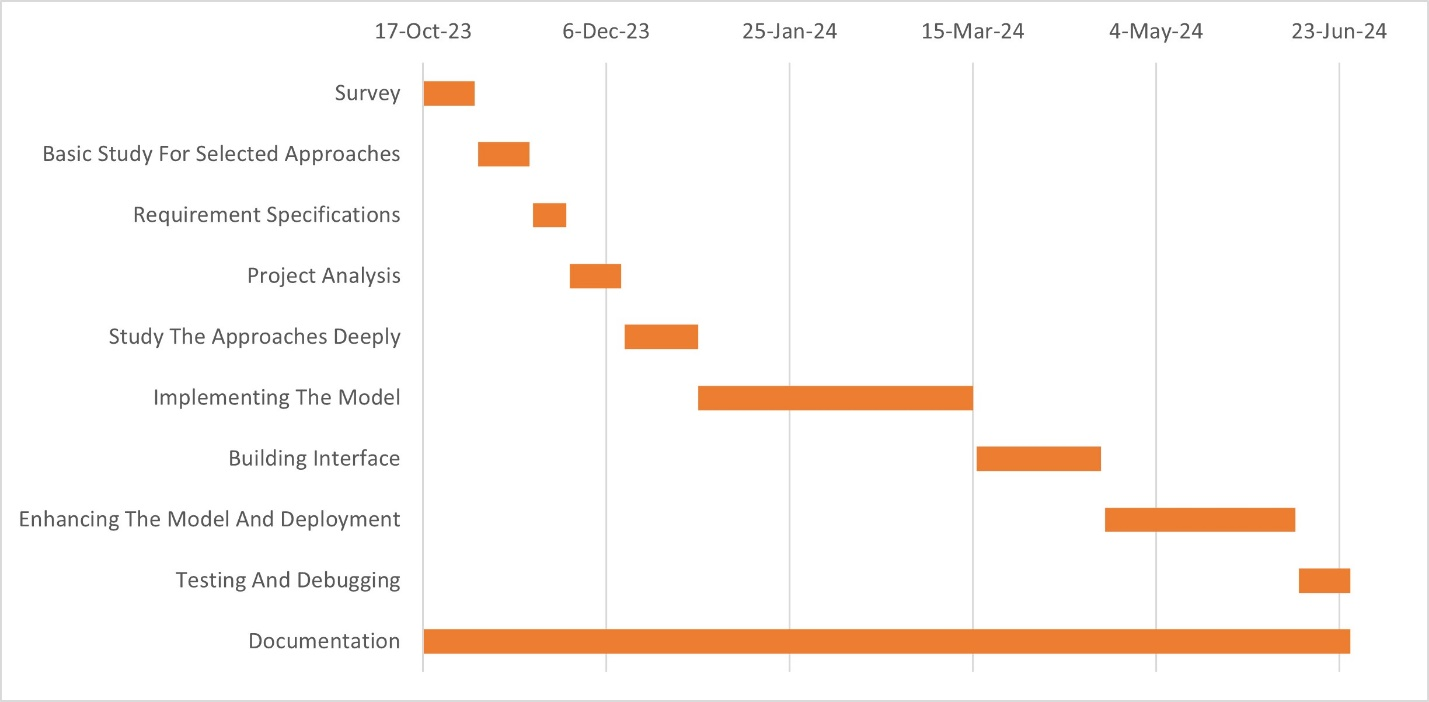 17-Oct-23 6-Dec-23 25-Jan-24 15-Mar-24 4-May-24 23-Jun-24
Survey
Basic Study For Selected Approaches
Requirement Specifications
Project Analysis
Study The Approaches Deeply
Implementing The Model
Building Interface
Enhancing The Model And Deployment
Testing And Debugging
Documentation